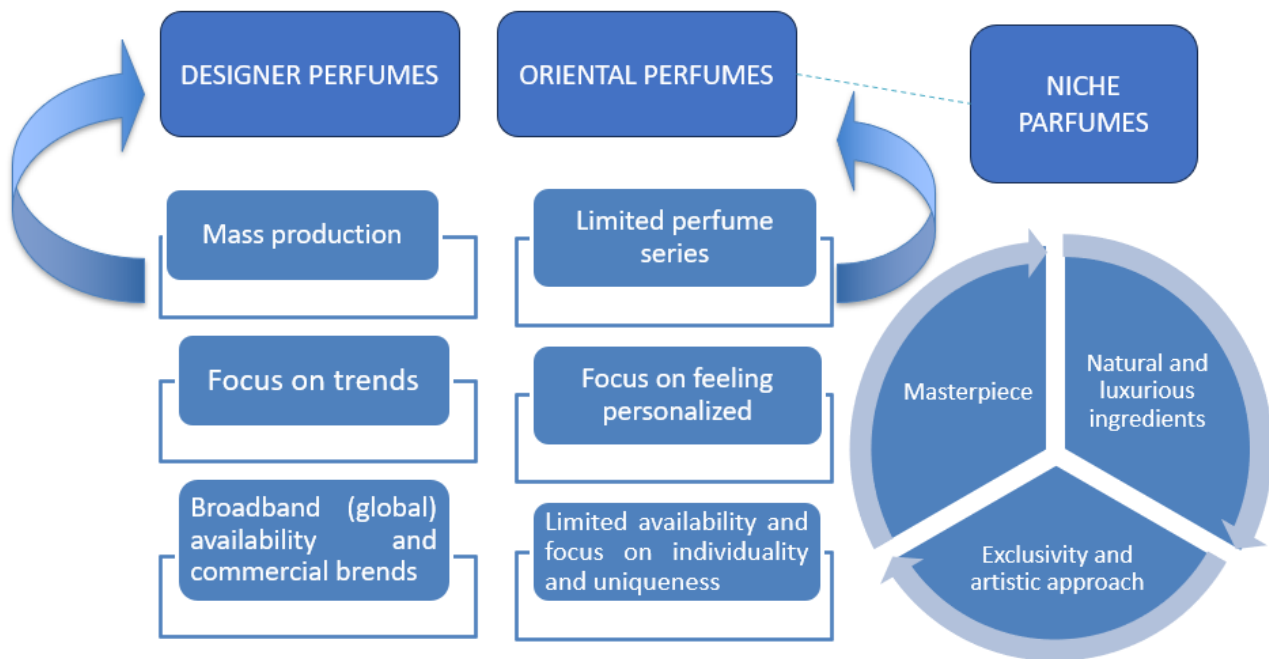 DESIGNER PERFUMES
ORIENTAL PERFUMES
NICHE
PARFUMES
Mass production
Focus on trends
Broadband (global)
availability and
commercial brends
Limited perfume
series
Focus on feeling
personalized
Limited availability and
focus on individuality
and uniqueness
Masterpiece
Natural and
luxurious
ingredients
Exclusivity and
artistic approach